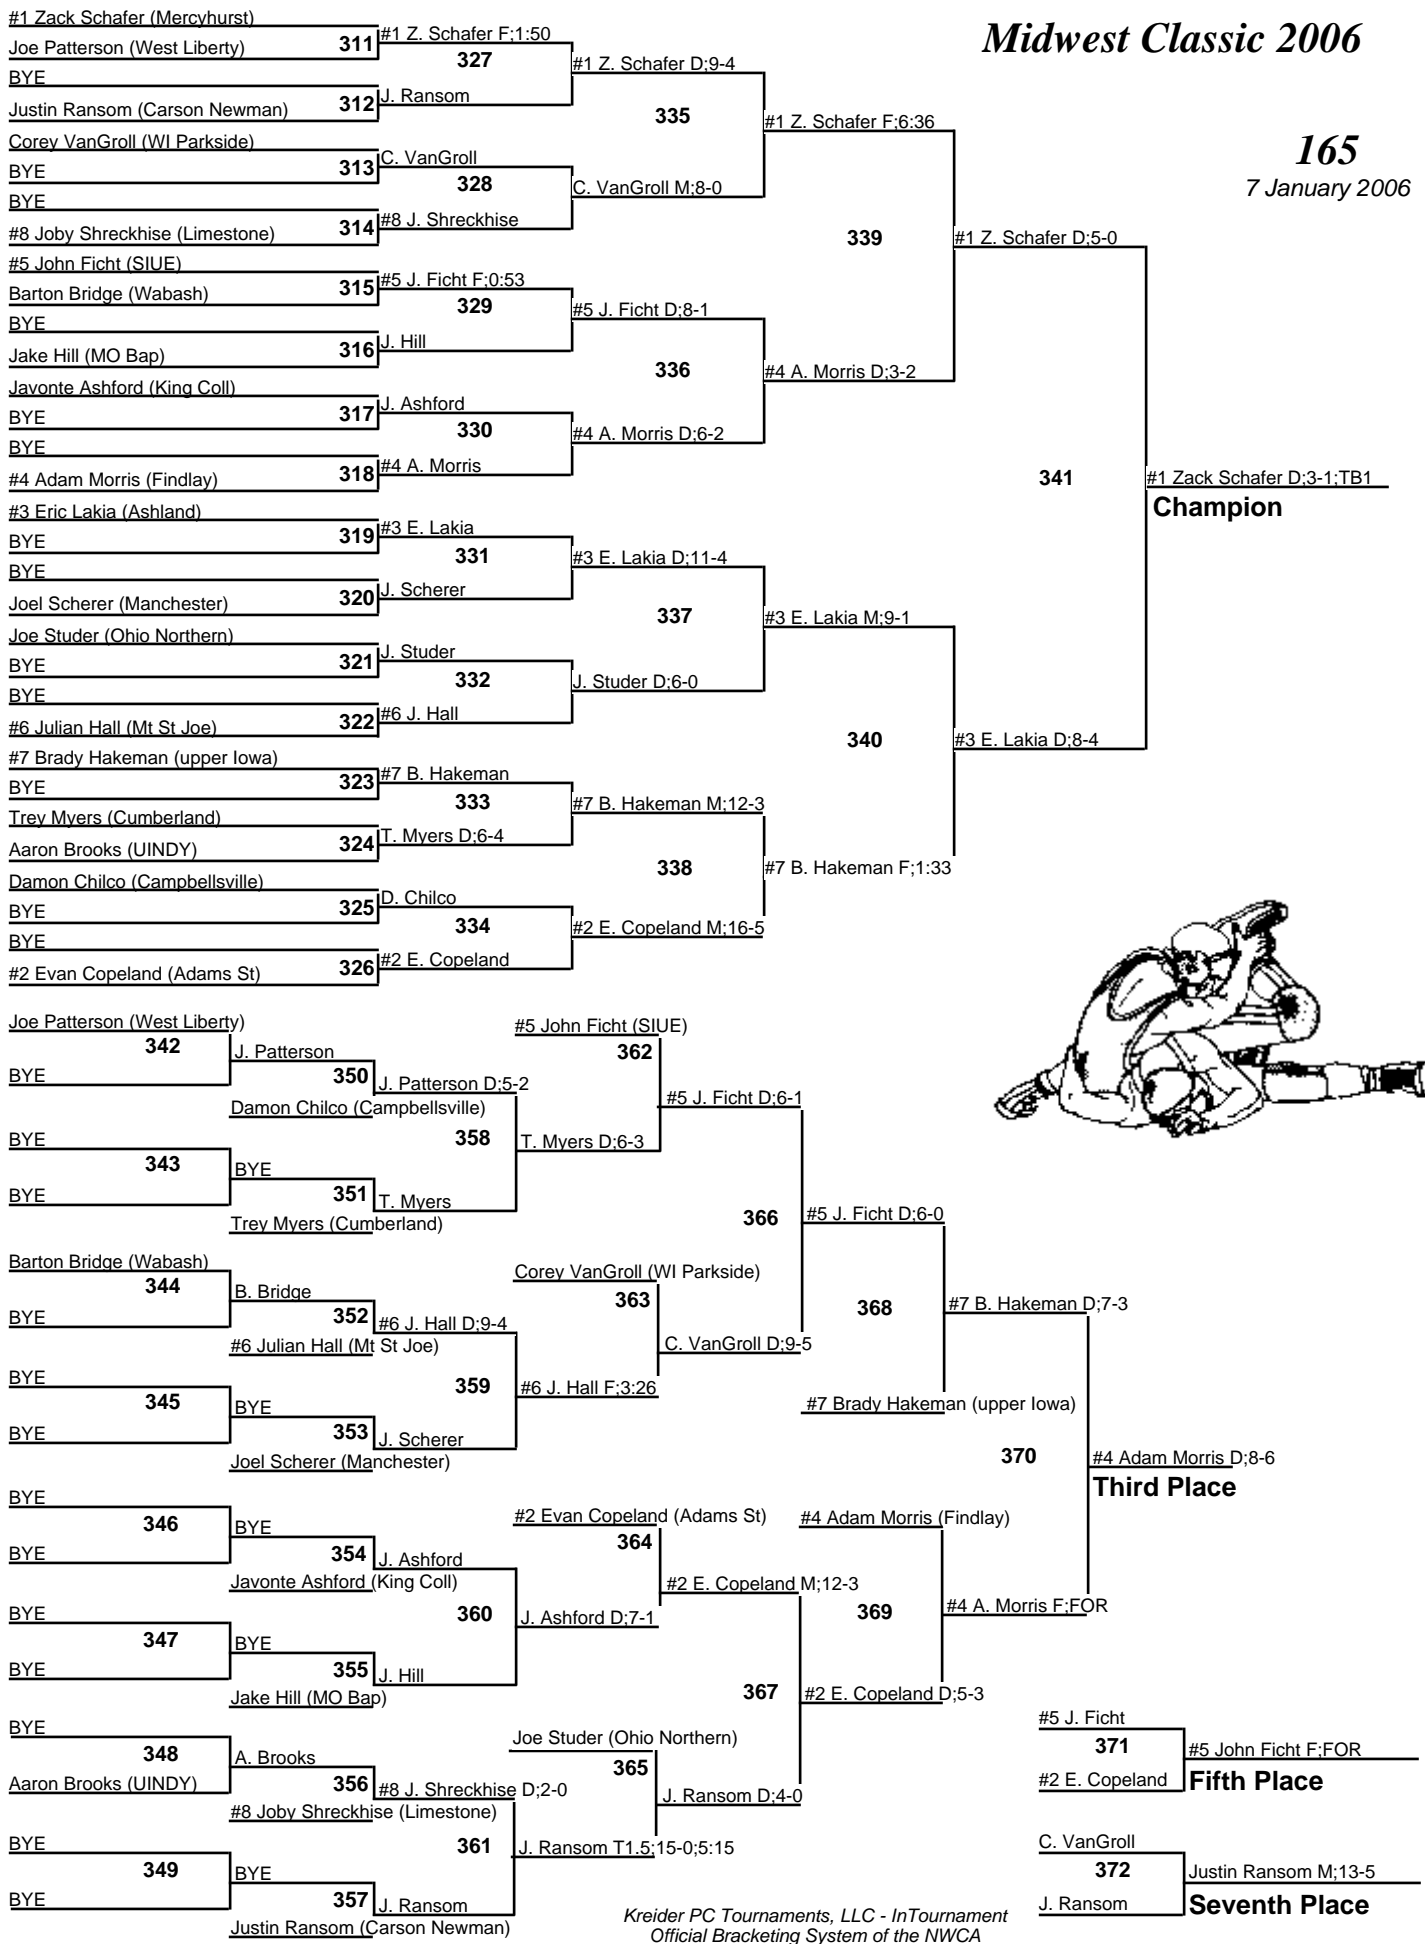 Midwest Classic 2006
165
7 January 2006
#1 Zack Schafer (Mercyhurst)
Joe Patterson (West Liberty)
311
#1 Z. Schafer F;1:50
BYE
Justin Ransom (Carson Newman)
312
J. Ransom
327
#1 Z. Schafer D;9-4
Corey VanGroll (WI Parkside)
BYE
313
C. VanGroll
BYE
#8 Joby Shreckhise (Limestone)
314
#8 J. Shreckhise
328
C. VanGroll M;8-0
335
#1 Z. Schafer F;6:36
#5 John Ficht (SIUE)
Barton Bridge (Wabash)
315
#5 J. Ficht F;0:53
BYE
Jake Hill (MO Bap)
316
J. Hill
329
#5 J. Ficht D;8-1
Javonte Ashford (King Coll)
BYE
317
J. Ashford
BYE
#4 Adam Morris (Findlay)
318
#4 A. Morris
330
#4 A. Morris D;6-2
336
#4 A. Morris D;3-2
339
#1 Z. Schafer D;5-0
#3 Eric Lakia (Ashland)
BYE
319
#3 E. Lakia
BYE
Joel Scherer (Manchester)
320
J. Scherer
331
#3 E. Lakia D;11-4
Joe Studer (Ohio Northern)
BYE
321
J. Studer
BYE
#6 Julian Hall (Mt St Joe)
322
#6 J. Hall
332
J. Studer D;6-0
337
#3 E. Lakia M;9-1
#7 Brady Hakeman (upper Iowa)
BYE
323
#7 B. Hakeman
Trey Myers (Cumberland)
Aaron Brooks (UINDY)
324
T. Myers D;6-4
333
#7 B. Hakeman M;12-3
Damon Chilco (Campbellsville)
BYE
325
D. Chilco
BYE
#2 Evan Copeland (Adams St)
326
#2 E. Copeland
334
#2 E. Copeland M;16-5
338
#7 B. Hakeman F;1:33
340
#3 E. Lakia D;8-4
341
#1 Zack Schafer D;3-1;TB1
Champion
Joe Patterson (West Liberty)
342
BYE
J. Patterson
350
Damon Chilco (Campbellsville)
J. Patterson D;5-2
BYE
343
BYE
BYE
351
Trey Myers (Cumberland)
T. Myers
358
T. Myers D;6-3
#5 John Ficht (SIUE)
362
#5 J. Ficht D;6-1
Barton Bridge (Wabash)
344
BYE
B. Bridge
352
#6 Julian Hall (Mt St Joe)
#6 J. Hall D;9-4
BYE
345
BYE
BYE
353
Joel Scherer (Manchester)
J. Scherer
359
#6 J. Hall F;3:26
Corey VanGroll (WI Parkside)
363
C. VanGroll D;9-5
366
#5 J. Ficht D;6-0
368
#7 Brady Hakeman (upper Iowa)
#7 B. Hakeman D;7-3
BYE
346
BYE
BYE
354
Javonte Ashford (King Coll)
J. Ashford
BYE
347
BYE
BYE
355
Jake Hill (MO Bap)
J. Hill
360
J. Ashford D;7-1
#2 Evan Copeland (Adams St)
364
#2 E. Copeland M;12-3
BYE
348
Aaron Brooks (UINDY)
A. Brooks
356
#8 Joby Shreckhise (Limestone)
#8 J. Shreckhise D;2-0
BYE
349
BYE
BYE
357
Justin Ransom (Carson Newman)
J. Ransom
361
J. Ransom T1.5;15-0;5:15
Joe Studer (Ohio Northern)
365
J. Ransom D;4-0
367
#2 E. Copeland D;5-3
#4 Adam Morris (Findlay)
369
#4 A. Morris F;FOR
370
#4 Adam Morris D;8-6
Third Place
#5 J. Ficht
371
#2 E. Copeland
#5 John Ficht F;FOR
Fifth Place
C. VanGroll
372
J. Ransom
Justin Ransom M;13-5
Seventh Place
Kreider PC Tournaments, LLC - InTournament
Official Bracketing System of the NWCA